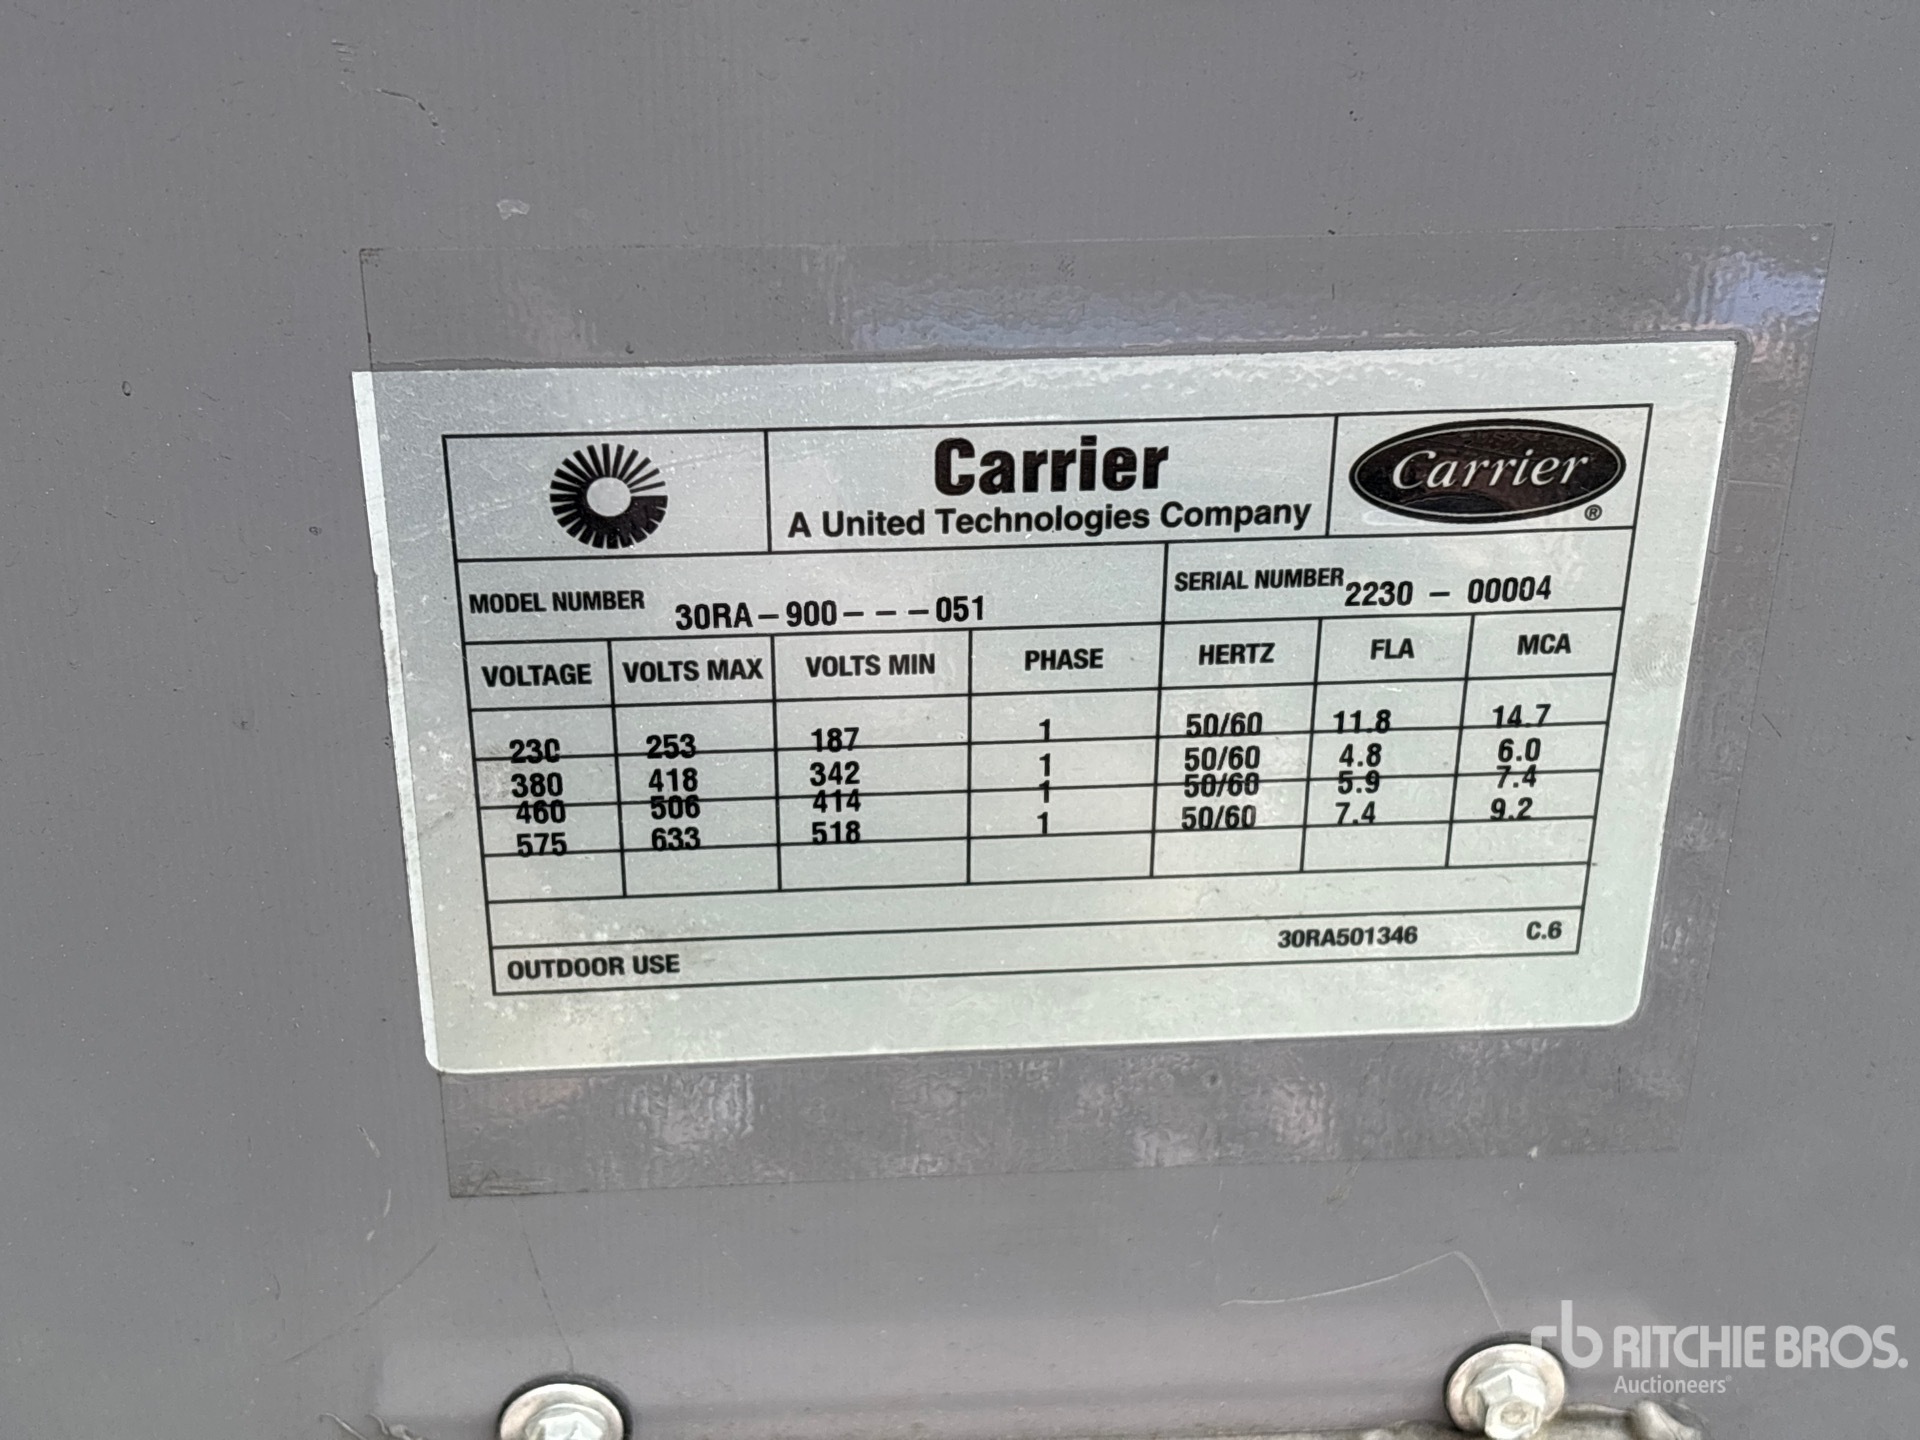 Carrier
A United Technologies Company
Carrier
®
MODEL NUMBER 30RA-900---051
SERIAL NUMBER 2230 - 00004
VOLTAGE VOLTS MAX VOLTS MIN PHASE HERTZ FLA MCA
230 253 187 1 50/60 11.8 14.7
380 418 342 1 50/60 4.8 6.0
460 506 414 1 50/60 5.9 7.4
575 633 518 1 50/60 7.4 9.2
OUTDOOR USE 30RA501346 C.6
rb RITCHIE BROS.
Auctioneers